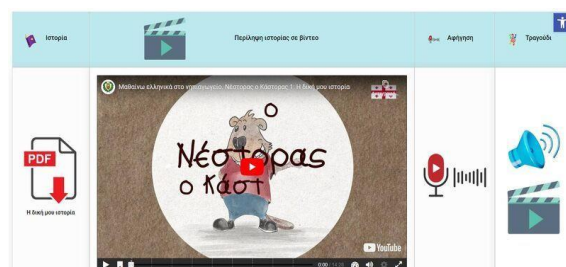 Ιστορία
Περίληψη ιστορίας σε βίντεο
Αφήγηση
Τραγούδι
Μαθαίνω ελληνικά στο νηπιαγωγείο. Νέστορας ο Κάστορας 1. Η δική μου ιστορία
ο
Νέστορας
ο Κάστ
PDF
Η δική μου ιστορία
YouTube